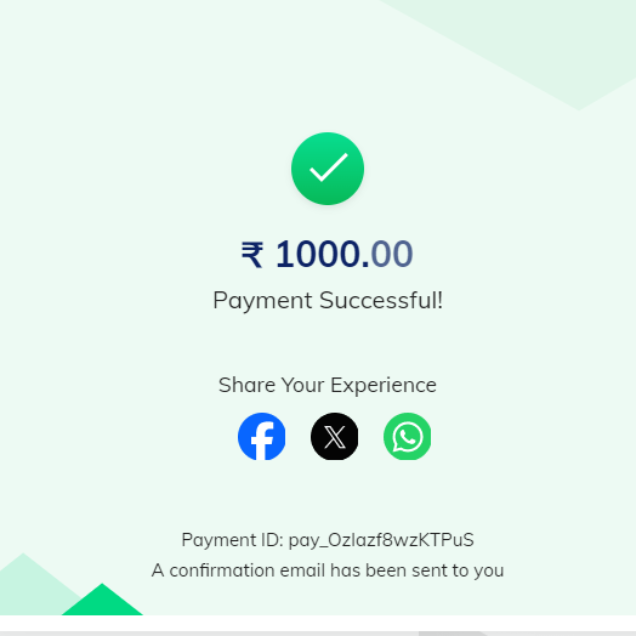 ₹ 1000.00
Payment Successful!
Share Your Experience
Payment ID: pay_Ozlazf8wzKTPuS
A confirmation email has been sent to you